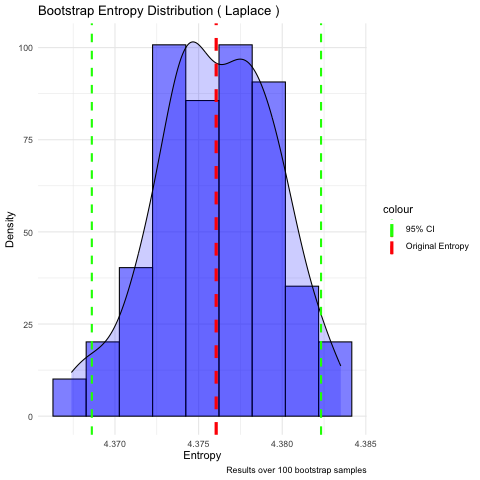 Bootstrap Entropy Distribution ( Laplace )
100
75
50
25
0
Density
4.370 4.375 4.380 4.385
Entropy
Results over 100 bootstrap samples
colour
95% CI
Original Entropy